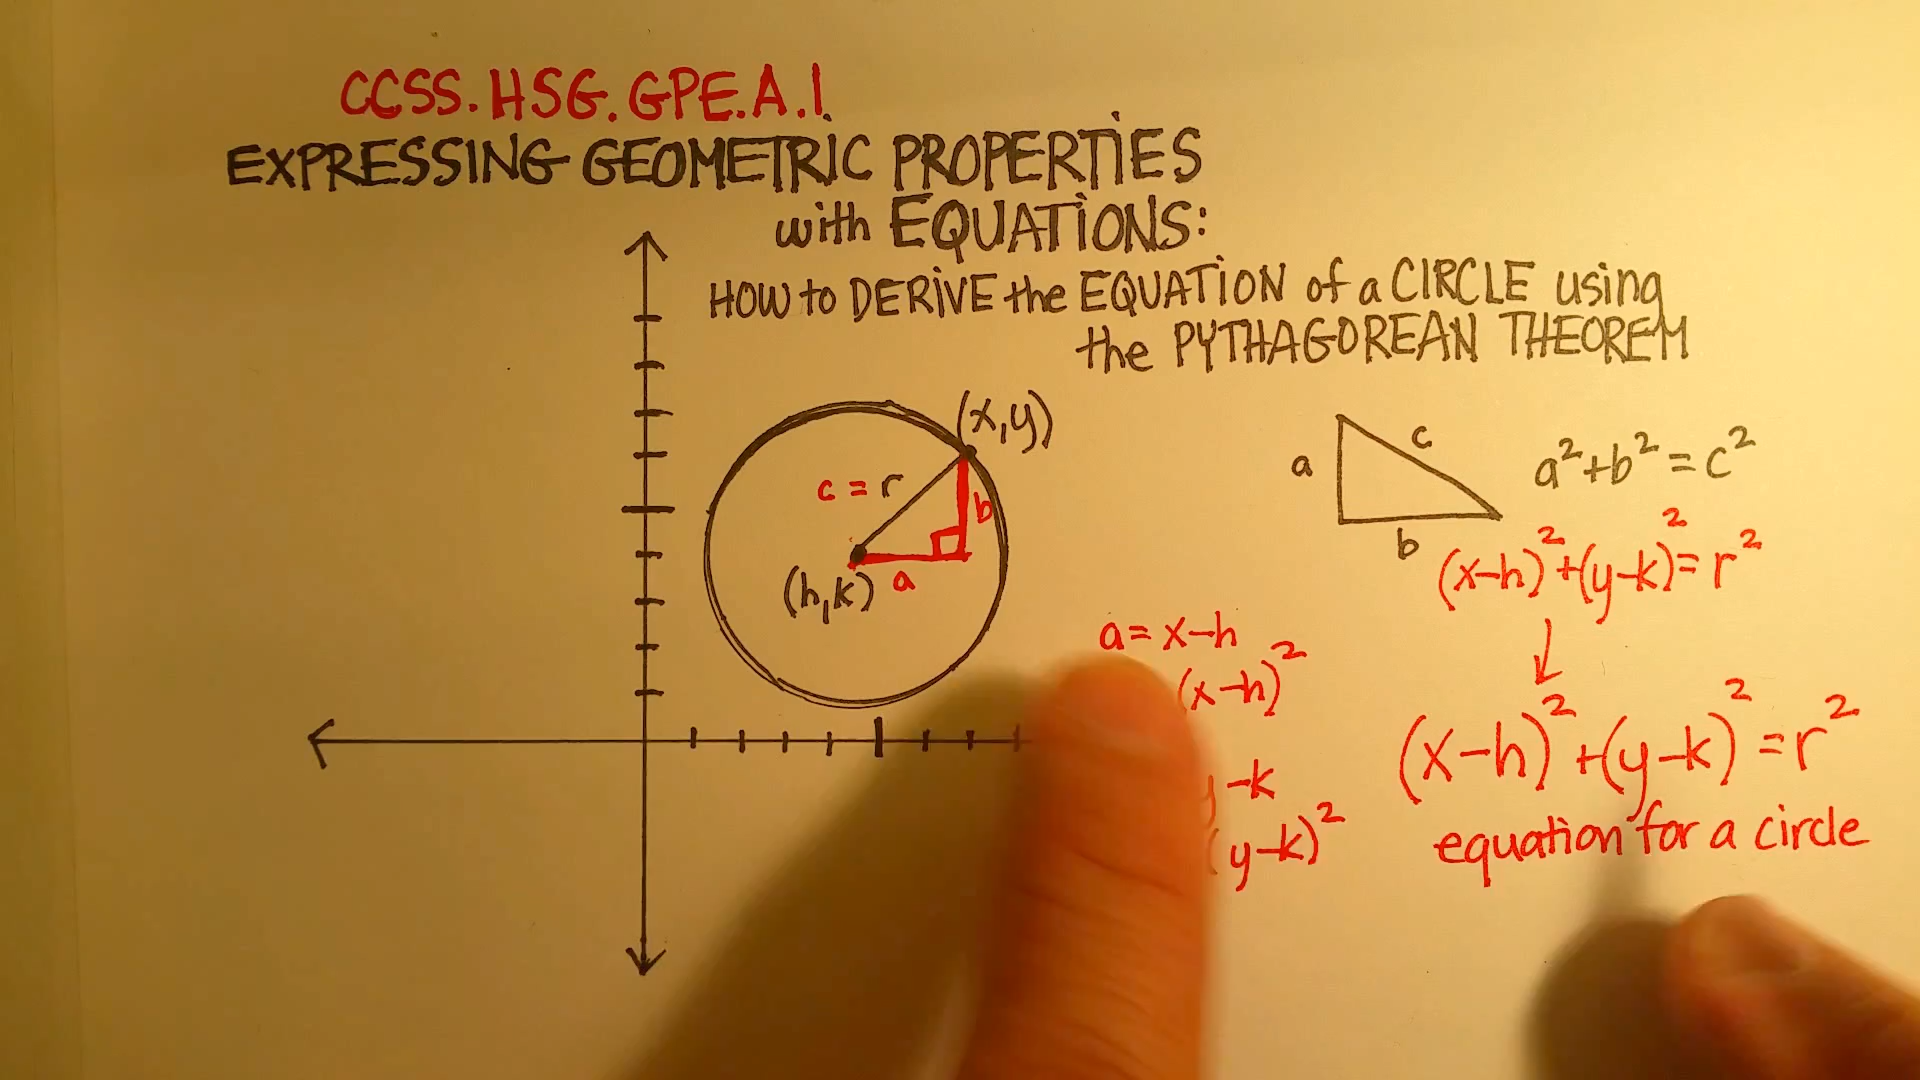 CCSS.HSG.GPE.A.1.
EXPRESSING GEOMETRIC PROPERTIES
with EQUATIONS:
HOW to DERIVE the EQUATION of a CIRCLE using
the PYTHAGOREAN THEOREM
(x,y)
c = r
b
a
(h,k)
a
c
b
a²+b²=c²
(x-h)²+(y-k)²=r²
a=x-h
(x-h)²
y-k
(y-k)²
(x-h)²+(y-k)²=r²
equation for a circle